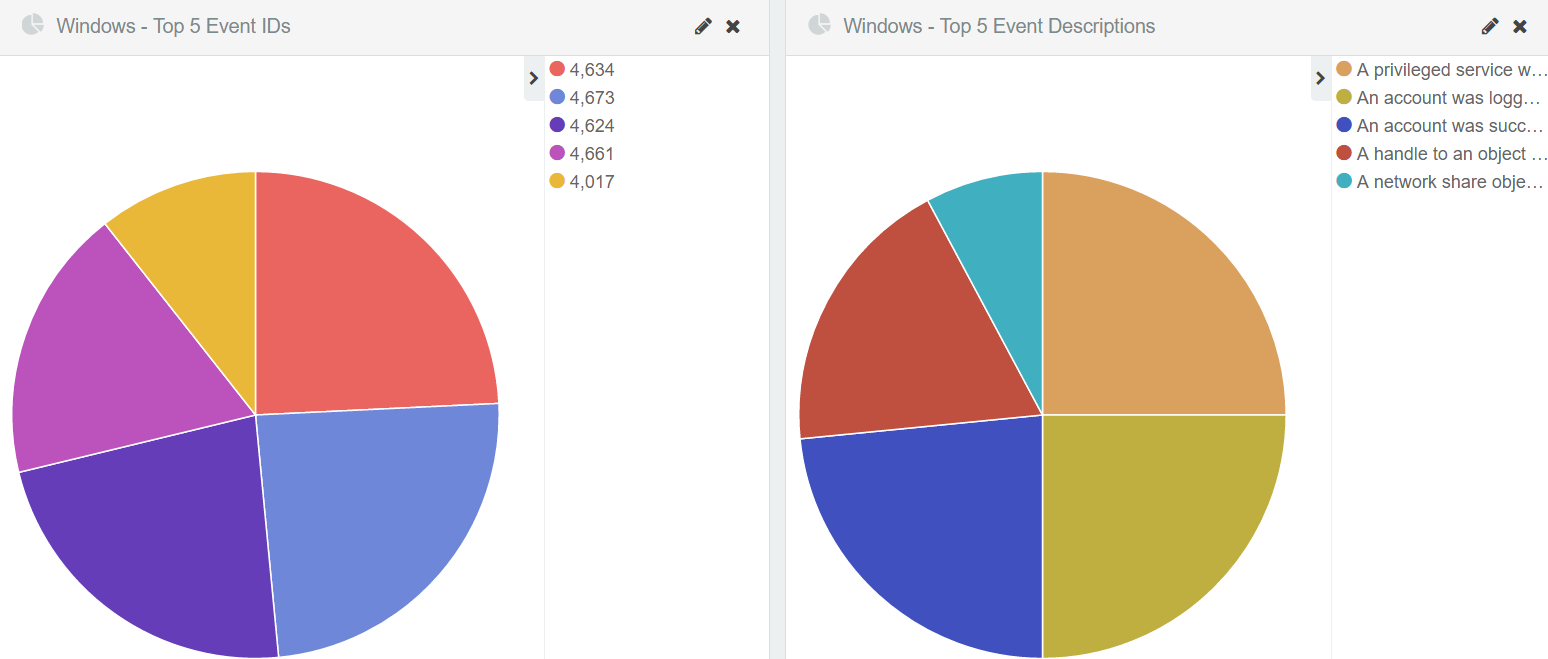 Windows - Top 5 Event IDs
4,634
4,673
4,624
4,661
4,017
Windows - Top 5 Event Descriptions
A privileged service w...
An account was logg...
An account was succ...
A handle to an object ...
A network share obje...